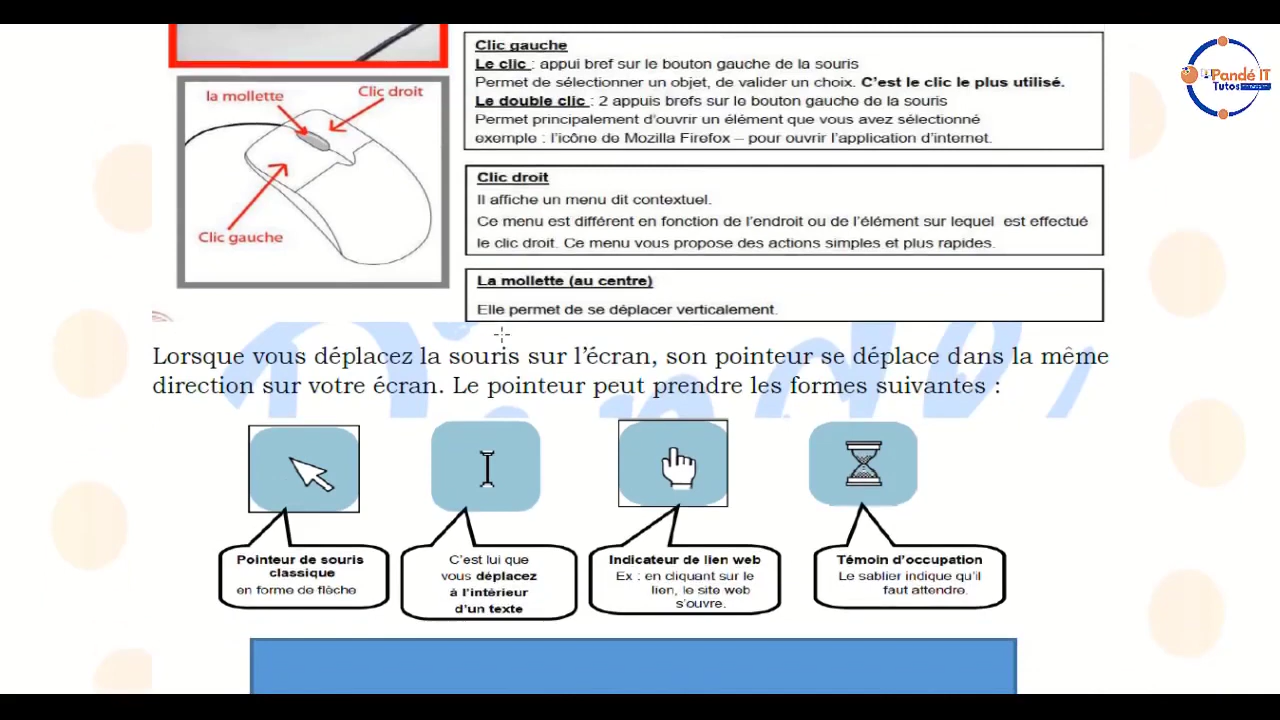 Clic gauche
Le clic : appui bref sur le bouton gauche de la souris
Permet de sélectionner un objet, de valider un choix. C'est le clic le plus utilisé.
Le double clic : 2 appuis brefs sur le bouton gauche de la souris
Permet principalement d'ouvrir un élément que vous avez sélectionné
exemple : l'icône de Mozilla Firefox – pour ouvrir l'application d'internet.
Pandé IT
Tutos
la mollette
Clic droit
Clic gauche
Clic droit
Il affiche un menu dit contextuel.
Ce menu est différent en fonction de l'endroit ou de l'élément sur lequel est effectué
le clic droit. Ce menu vous propose des actions simples et plus rapides.
La mollette (au centre)
Elle permet de se déplacer verticalement.
Lorsque vous déplacez la souris sur l'écran, son pointeur se déplace dans la même
direction sur votre écran. Le pointeur peut prendre les formes suivantes :
Pointeur de souris
classique
en forme de flèche
C'est lui que
vous déplacez
à l'intérieur
d'un texte
Indicateur de lien web
Ex : en cliquant sur le
lien, le site web
s'ouvre.
Témoin d'occupation
Le sablier indique qu'il
faut attendre.